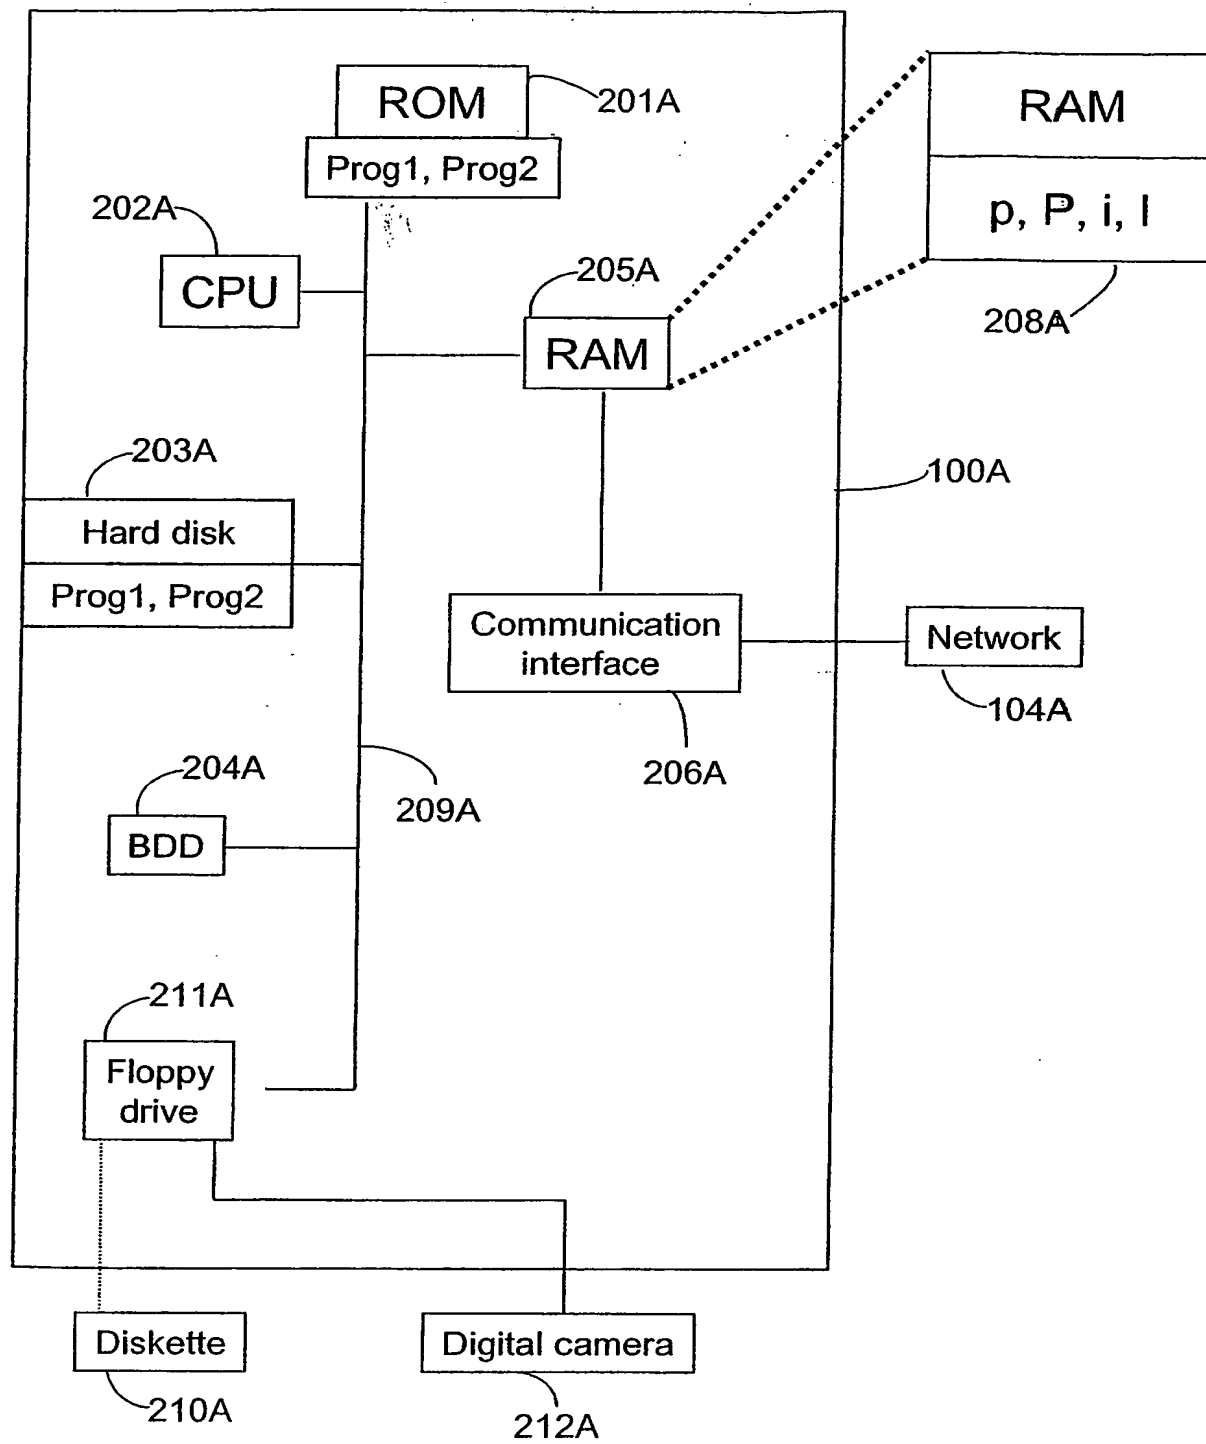 ROM
201A
Prog1, Prog2
RAM
p, P, i, I
208A
202A
CPU
205A
RAM
203A
Hard disk
Prog1, Prog2
100A
Communication
interface
206A
Network
104A
204A
BDD
209A
211A
Floppy
drive
Diskette
210A
Digital camera
212A